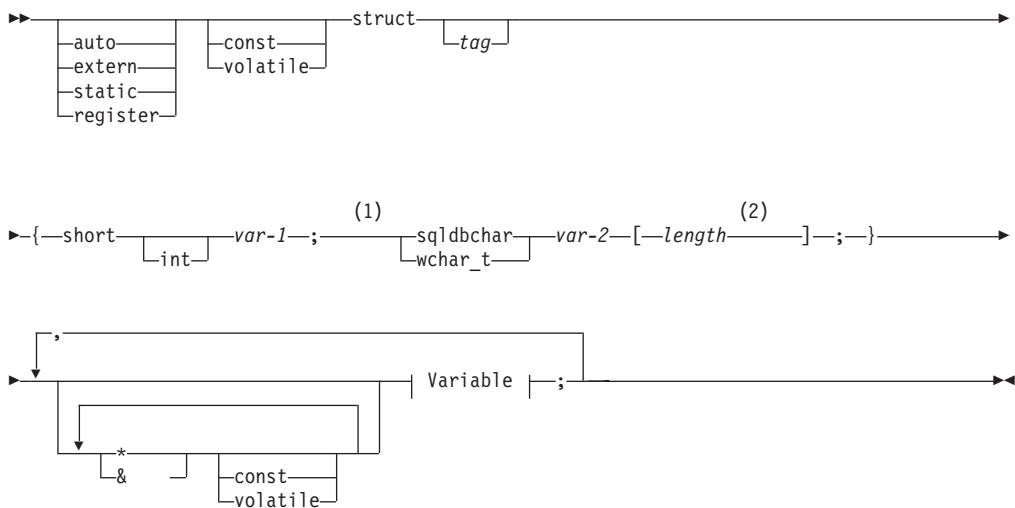 struct
auto const tag
extern volatile
static
register
(1) (2)
{ short var-1 ; sqldbchar var-2 [ length ] ; }
int wchar_t
,
Variable ;
*
& const
volatile